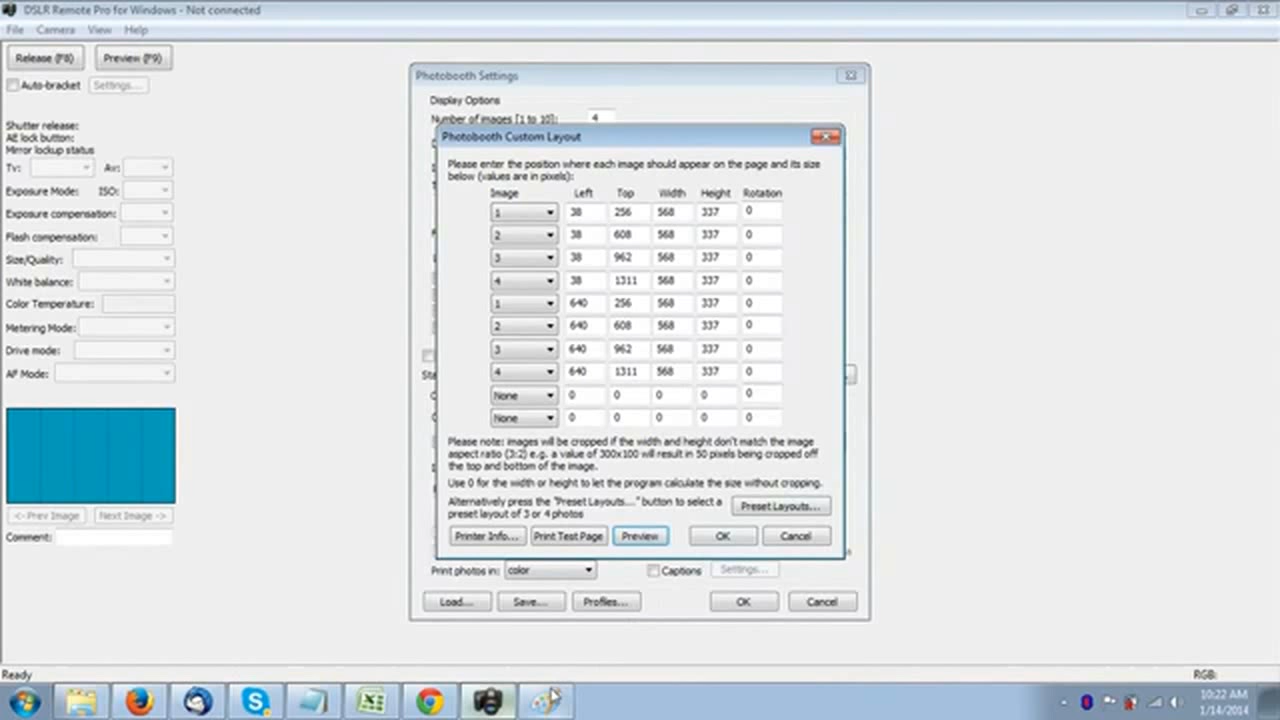 DSLR Remote Pro for Windows - Not connected
File Camera View Help
Release (F8) Preview (F9)
Auto-bracket Settings...
Shutter release:
AE lock button:
Mirror lockup status
Tv: Av:
Exposure Mode: ISO:
Exposure compensation:
Flash compensation:
Size/Quality:
White balance:
Color Temperature:
Metering Mode:
Drive mode:
AF Mode:
<- Prev Image Next Image ->
Comment:
Photobooth Settings
Display Options
Number of images [1 to 10]: 4
Photobooth Custom Layout
Please enter the position where each image should appear on the page and its size
below (values are in pixels):
Image Left Top Width Height Rotation
1 38 256 568 337 0
2 38 608 568 337 0
3 38 962 568 337 0
4 38 1311 568 337 0
1 640 256 568 337 0
2 640 608 568 337 0
3 640 962 568 337 0
4 640 1311 568 337 0
None 0 0 0 0 0
None 0 0 0 0 0
Please note: images will be cropped if the width and height don't match the image
aspect ratio (3:2) e.g. a value of 300x100 will result in 50 pixels being cropped off
the top and bottom of the image.
Use 0 for the width or height to let the program calculate the size without cropping.
Alternatively press the "Preset Layouts..." button to select a
preset layout of 3 or 4 photos
Preset Layouts...
Printer Info... Print Test Page Preview OK Cancel
Print photos in: color Captions Settings...
Load... Save... Profiles... OK Cancel
Ready RGB:
10:22 AM
1/14/2014